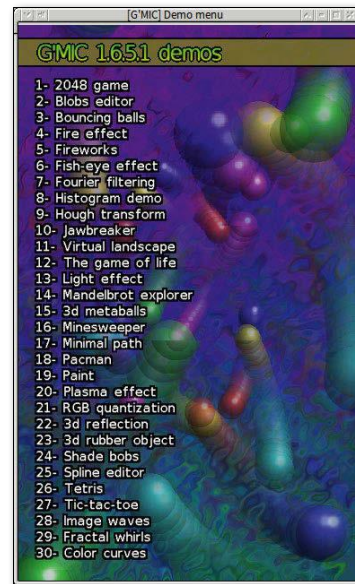 [G'MIC] Demo menu
G'MIC 1.6.5.1 demos
1- 2048 game
2- Blobs editor
3- Bouncing balls
4- Fire effect
5- Fireworks
6- Fish-eye effect
7- Fourier filtering
8- Histogram demo
9- Hough transform
10- Jawbreaker
11- Virtual landscape
12- The game of life
13- Light effect
14- Mandelbrot explorer
15- 3d metaballs
16- Minesweeper
17- Minimal path
18- Pacman
19- Paint
20- Plasma effect
21- RGB quantization
22- 3d reflection
23- 3d rubber object
24- Shade bobs
25- Spline editor
26- Tetris
27- Tic-tac-toe
28- Image waves
29- Fractal whirls
30- Color curves